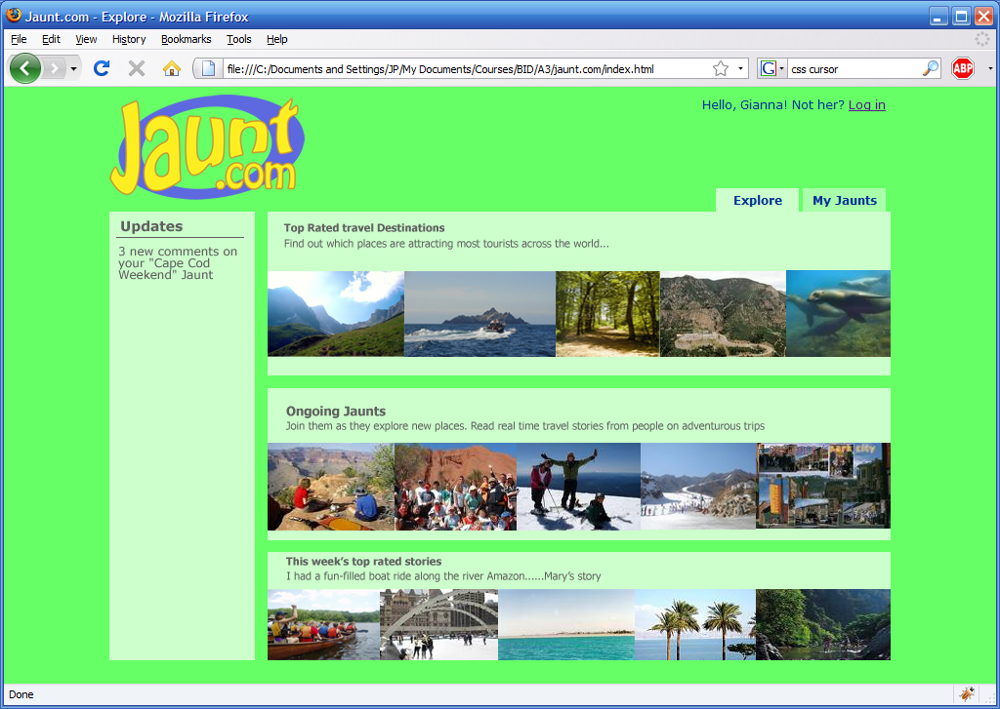 Jaunt.com - Explore - Mozilla Firefox
File Edit View History Bookmarks Tools Help
file:///C:/Documents and Settings/JP/My Documents/Courses/BID/A3/jaunt.com/index.html
G
css cursor
ABP
Jaunt
.com
Hello, Gianna! Not her? Log in
Explore
My Jaunts
Updates
3 new comments on
your "Cape Cod
Weekend" Jaunt
Top Rated travel Destinations
Find out which places are attracting most tourists across the world...
Ongoing Jaunts
Join them as they explore new places. Read real time travel stories from people on adventurous trips
park city
This week's top rated stories
I had a fun-filled boat ride along the river Amazon......Mary's story
Done